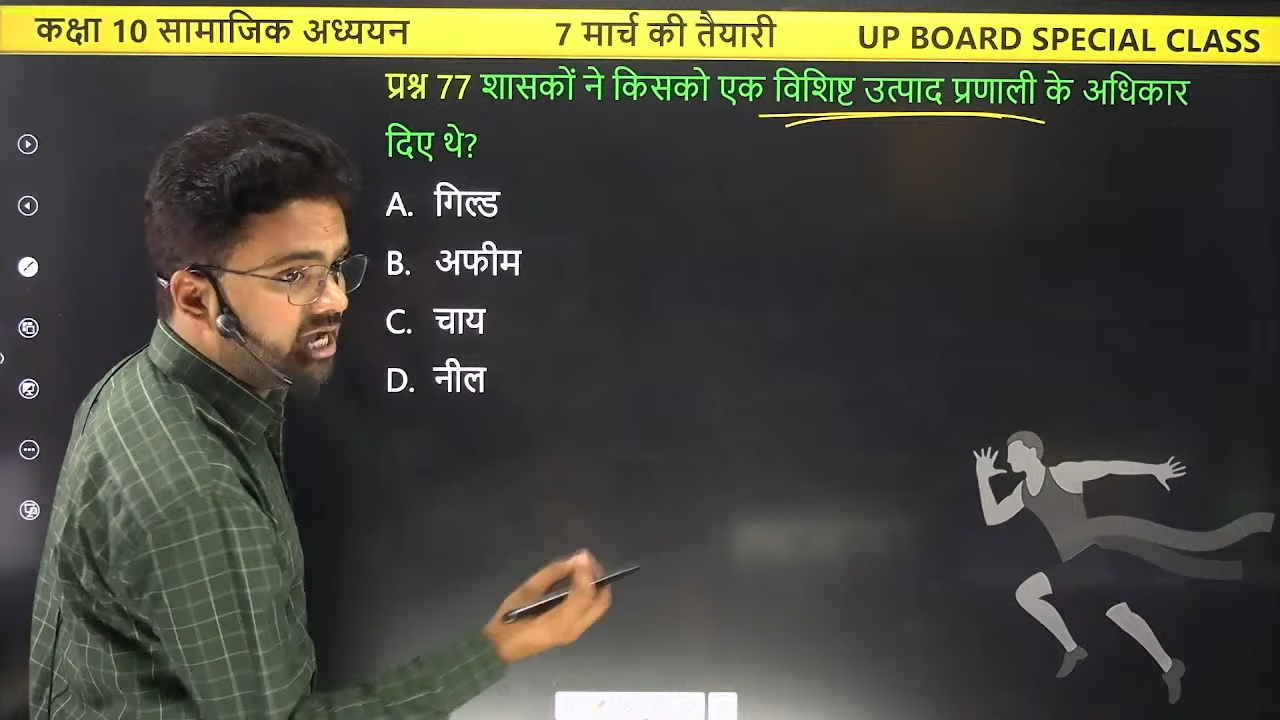 कक्षा 10 सामाजिक अध्ययन 7 मार्च की तैयारी UP BOARD SPECIAL CLASS
प्रश्न 77 शासकों ने किसको एक विशिष्ट उत्पाद प्रणाली के अधिकार
दिए थे?
A. गिल्ड
B. अफीम
C. चाय
D. नील